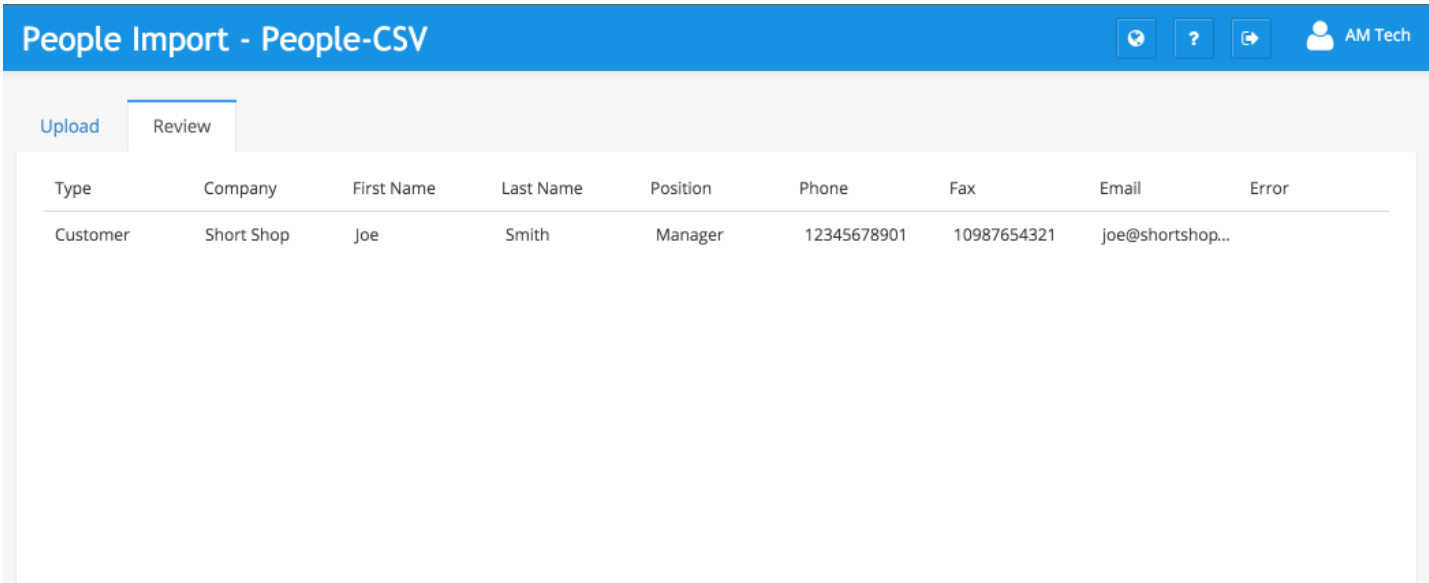 People Import - People-CSV
? AM Tech
Upload Review
Type Company First Name Last Name Position Phone Fax Email Error
Customer Short Shop Joe Smith Manager 12345678901 10987654321 joe@shortshop...